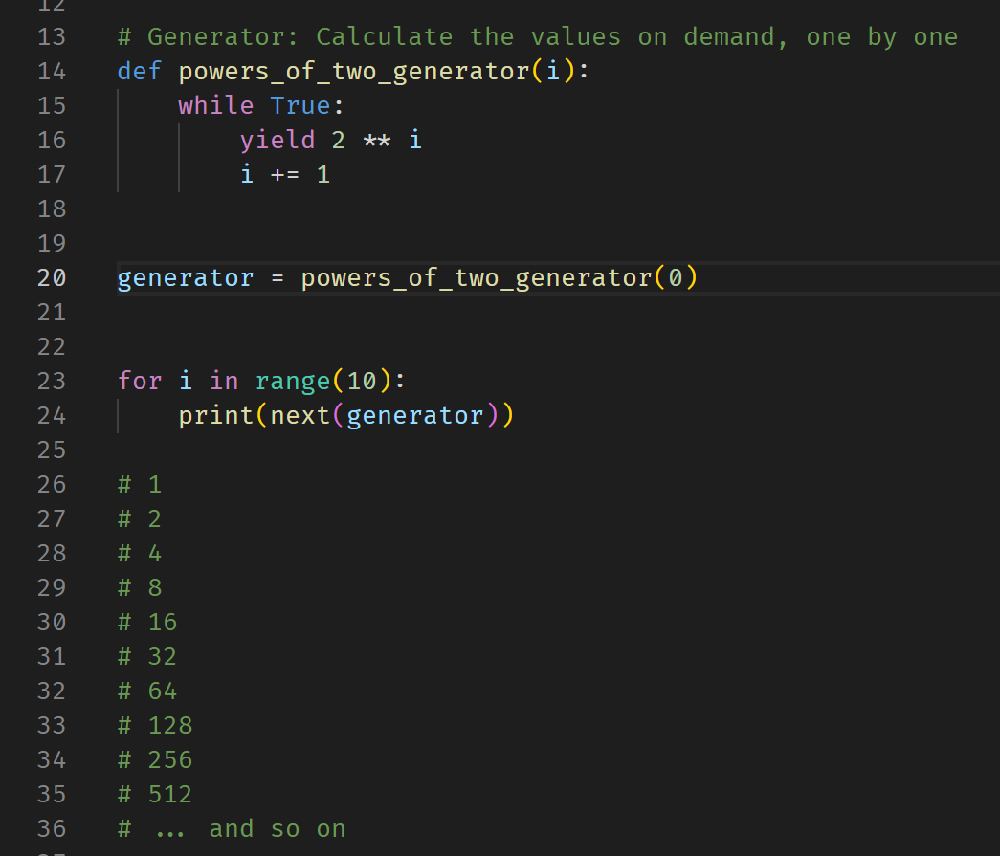 12
13 # Generator: Calculate the values on demand, one by one
14 def powers_of_two_generator(i):
15     while True:
16         yield 2 ** i
17         i += 1
18
19
20 generator = powers_of_two_generator(0)
21
22
23 for i in range(10):
24     print(next(generator))
25
26 # 1
27 # 2
28 # 4
29 # 8
30 # 16
31 # 32
32 # 64
33 # 128
34 # 256
35 # 512
36 # ... and so on